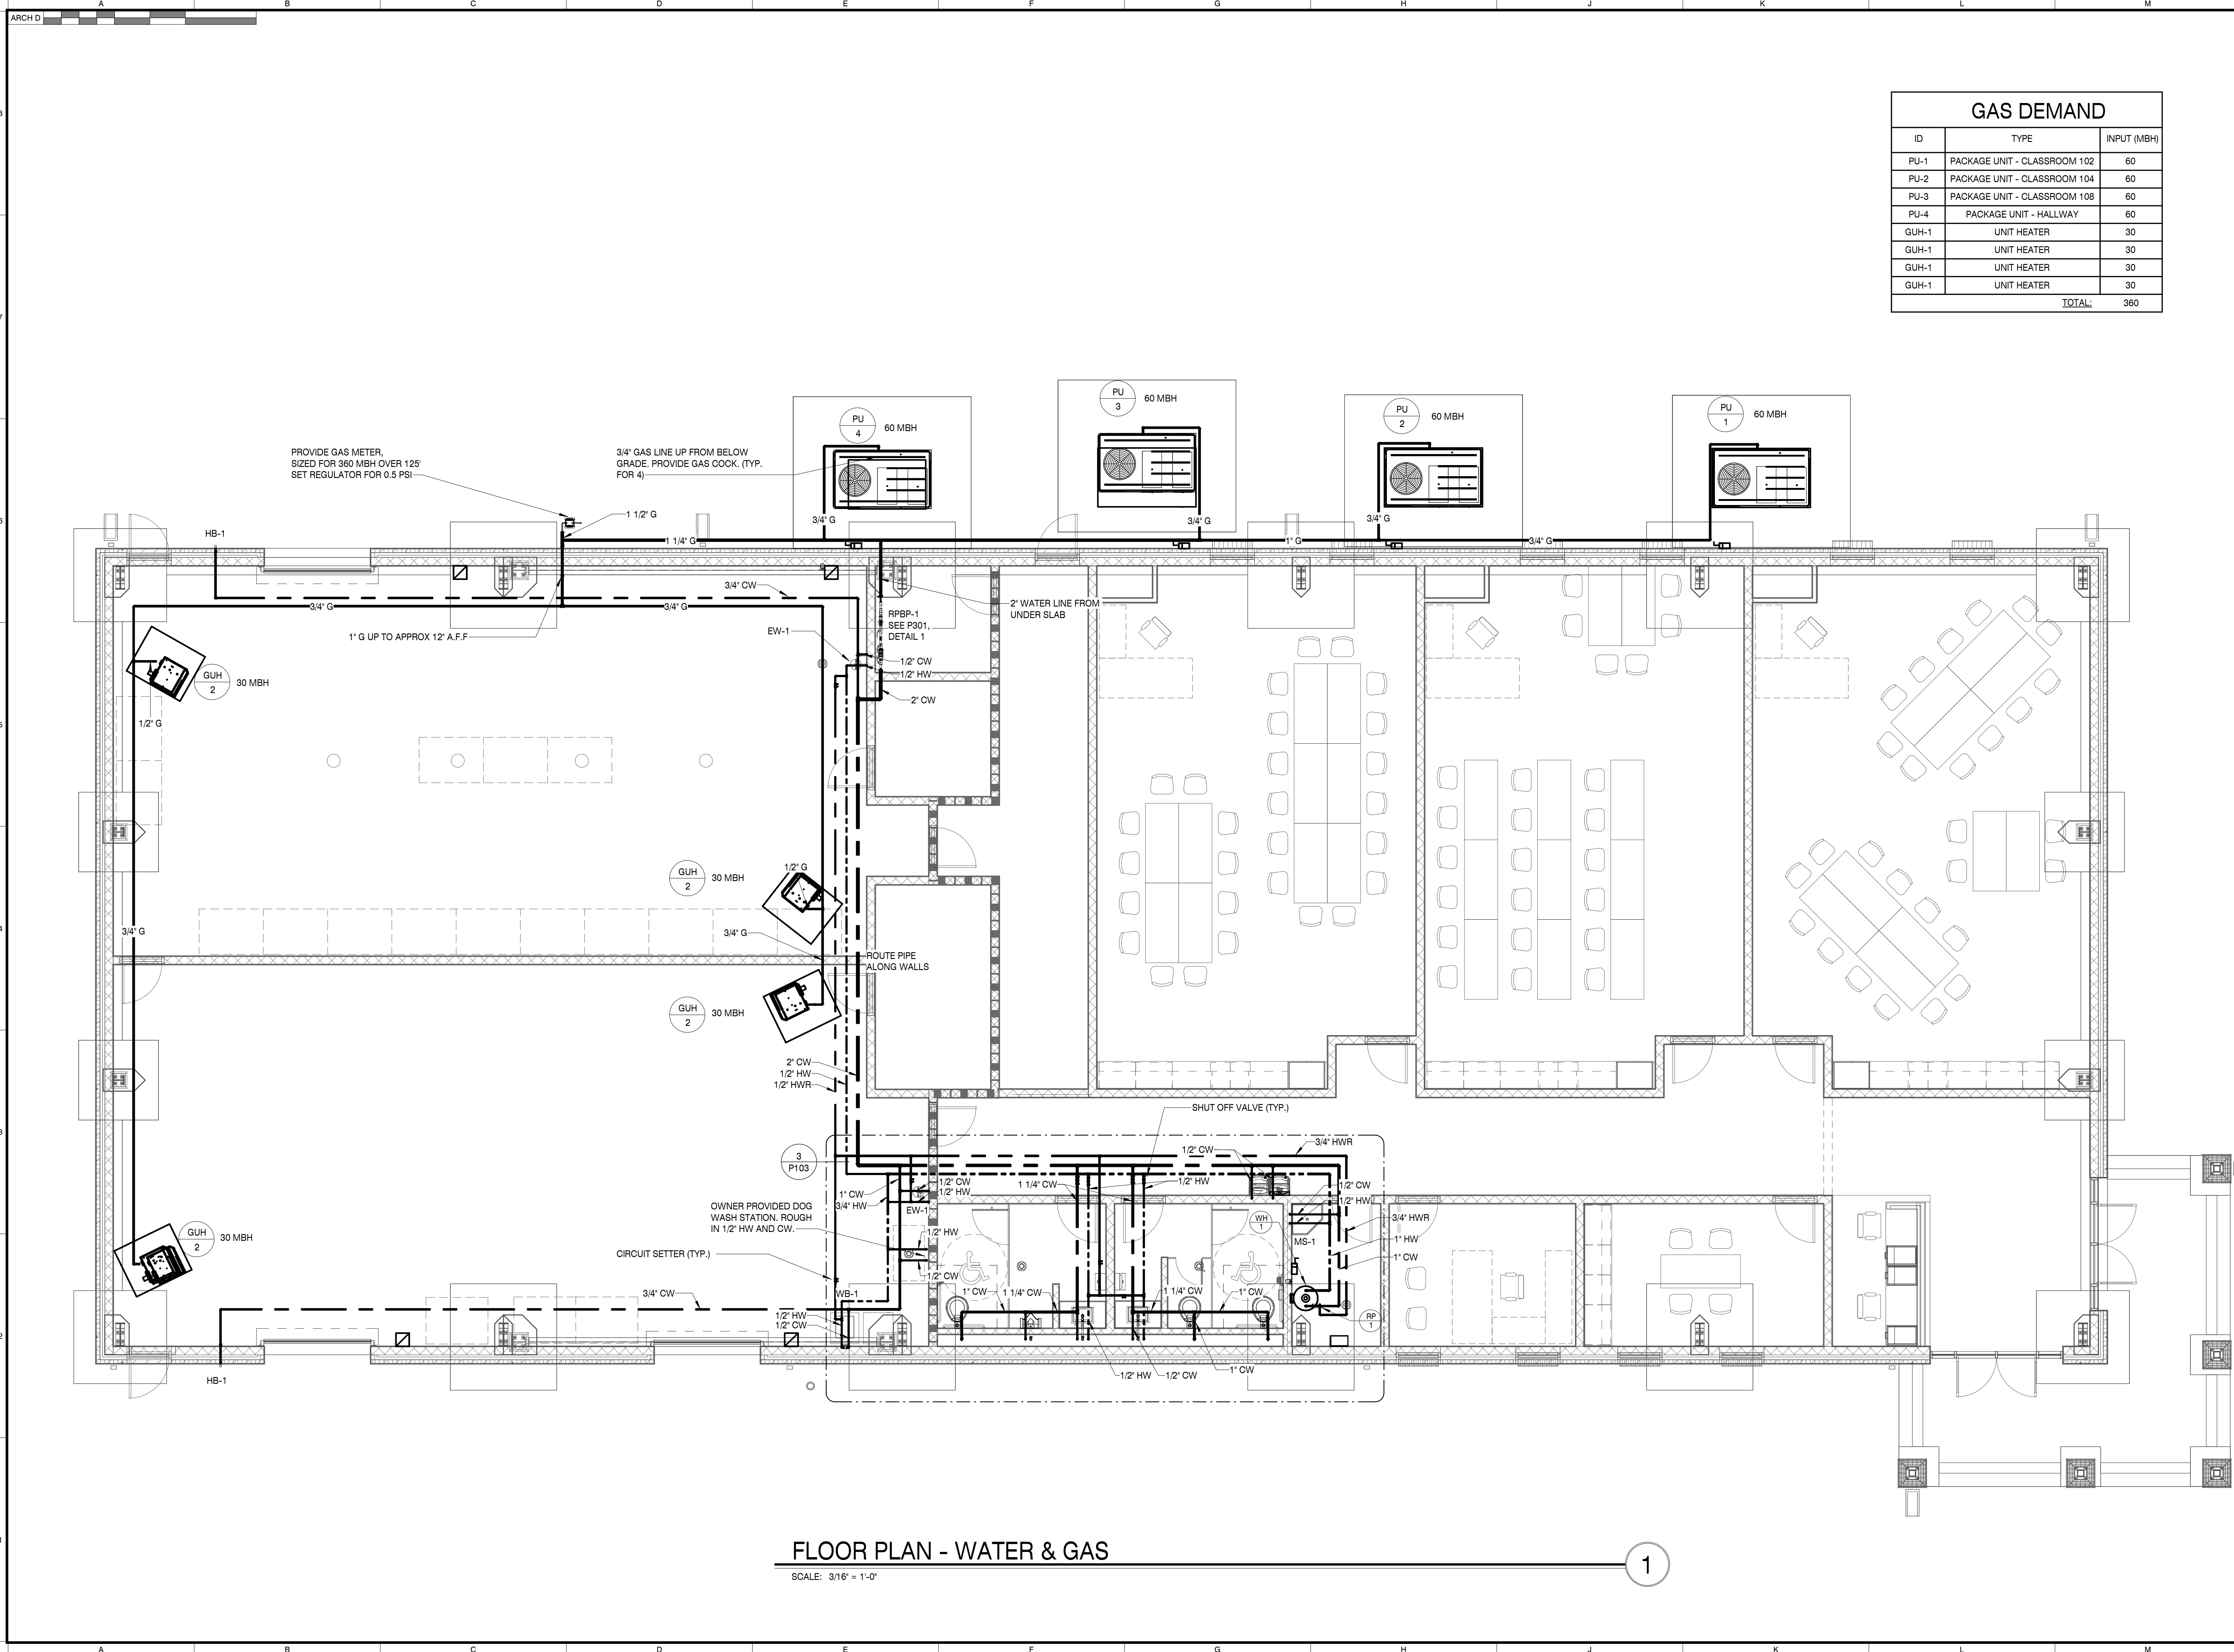 A B C D E F G H J K L M
ARCH D
8
GAS DEMAND
ID TYPE INPUT (MBH)
PU-1 PACKAGE UNIT - CLASSROOM 102 60
PU-2 PACKAGE UNIT - CLASSROOM 104 60
PU-3 PACKAGE UNIT - CLASSROOM 108 60
PU-4 PACKAGE UNIT - HALLWAY 60
GUH-1 UNIT HEATER 30
GUH-1 UNIT HEATER 30
GUH-1 UNIT HEATER 30
GUH-1 UNIT HEATER 30
TOTAL: 360
7
PU
4
60 MBH
PU
3
60 MBH
PU
2
60 MBH
PU
1
60 MBH
PROVIDE GAS METER,
SIZED FOR 360 MBH OVER 125'
SET REGULATOR FOR 0.5 PSI
3/4" GAS LINE UP FROM BELOW
GRADE. PROVIDE GAS COCK. (TYP.
FOR 4)
6
1 1/2" G
3/4" G
3/4" G
3/4" G
HB-1
1 1/4" G
1" G
3/4" G
3/4" CW
3/4" G
3/4" G
2" WATER LINE FROM
UNDER SLAB
RPBP-1
SEE P301,
DETAIL 1
1" G UP TO APPROX 12" A.F.F
EW-1
1/2" CW
1/2" HW
2" CW
GUH
2
30 MBH
1/2" G
5
1/2" G
GUH
2
30 MBH
3/4" G
3/4" G
4
ROUTE PIPE
ALONG WALLS
GUH
2
30 MBH
2" CW
1/2" HW
1/2" HWR
SHUT OFF VALVE (TYP.)
3
3/4" HWR
1/2" CW
3
P103
1/2" CW
1/2" HW
1 1/4" CW
1/2" HW
1/2" CW
1/2" HW
1" CW
3/4" HW
EW-1
OWNER PROVIDED DOG
WASH STATION. ROUGH
IN 1/2" HW AND CW.
WH
1
3/4" HWR
1/2" HW
MS-1
1" HW
1" CW
GUH
2
30 MBH
CIRCUIT SETTER (TYP.)
1/2" CW
3/4" CW
WB-1
1" CW
1 1/4" CW
1 1/4" CW
1" CW
1/2" HW
1/2" CW
RP
1
2
1" CW
1/2" HW
1/2" CW
HB-1
1
FLOOR PLAN - WATER & GAS
SCALE: 3/16" = 1'-0"
1
A B C D E F G H J K L M